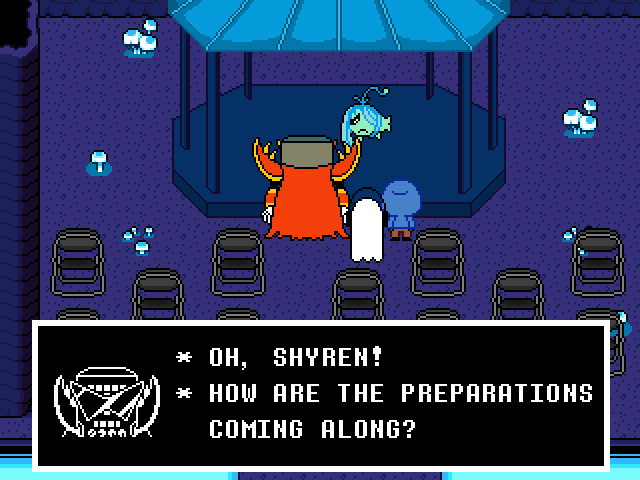 * OH, SHYREN!
* HOW ARE THE PREPARATIONS
COMING ALONG?